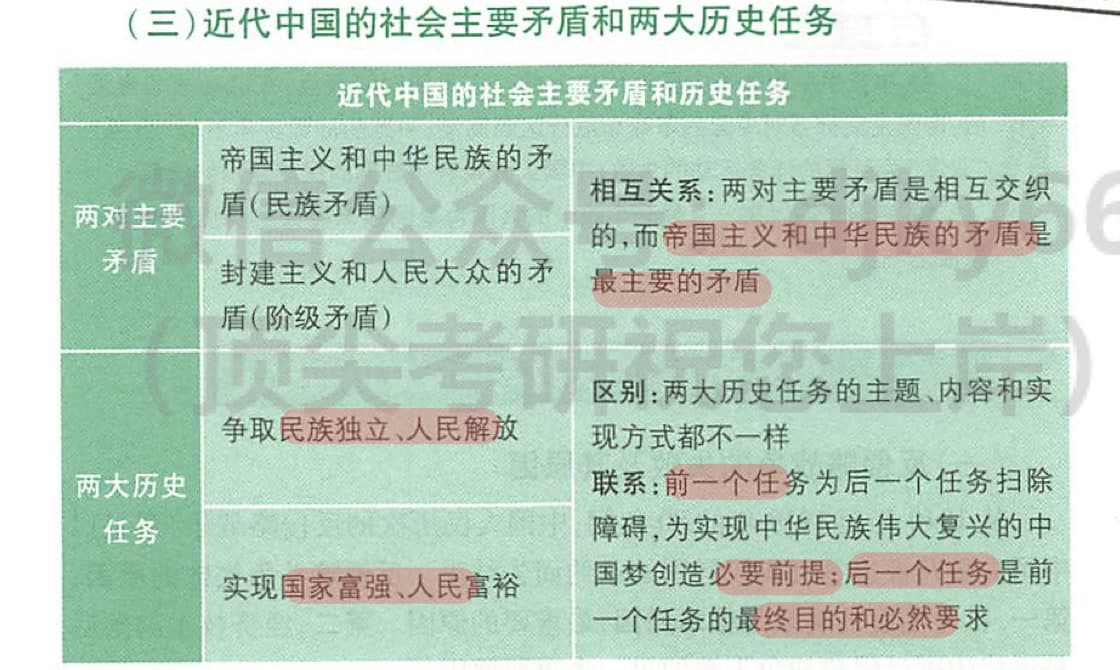 (三)近代中国的社会主要矛盾和两大历史任务
近代中国的社会主要矛盾和历史任务
两对主要
矛盾
帝国主义和中华民族的矛
盾(民族矛盾)
封建主义和人民大众的矛
盾(阶级矛盾)
相互关系:两对主要矛盾是相互交织
的,而帝国主义和中华民族的矛盾是
最主要的矛盾
两大历史
任务
争取民族独立、人民解放
实现国家富强、人民富裕
区别:两大历史任务的主题、内容和实
现方式都不一样
联系:前一个任务为后一个任务扫除
障碍,为实现中华民族伟大复兴的中
国梦创造必要前提;后一个任务是前
一个任务的最终目的和必然要求
微信公众号:djky66
(顶尖考研祝您上岸)